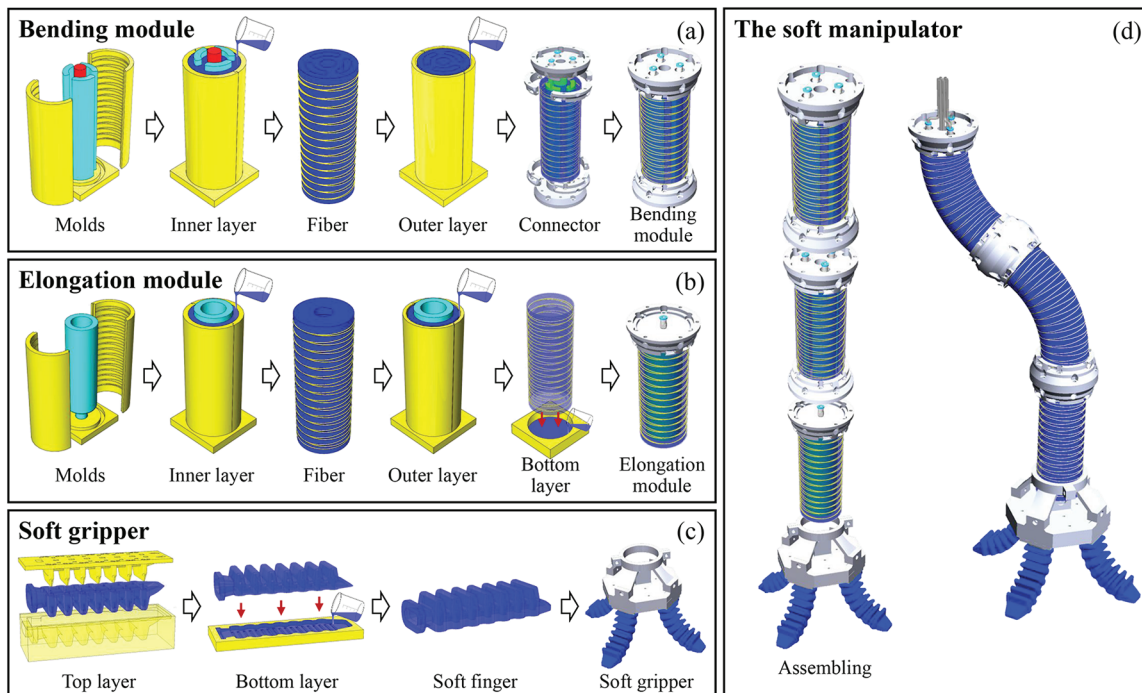 Bending module
(a)
Molds
Inner layer
Fiber
Outer layer
Connector
Bending
module
Elongation module
(b)
Molds
Inner layer
Fiber
Outer layer
Bottom
layer
Elongation
module
Soft gripper
(c)
Top layer
Bottom layer
Soft finger
Soft gripper
The soft manipulator
(d)
Assembling